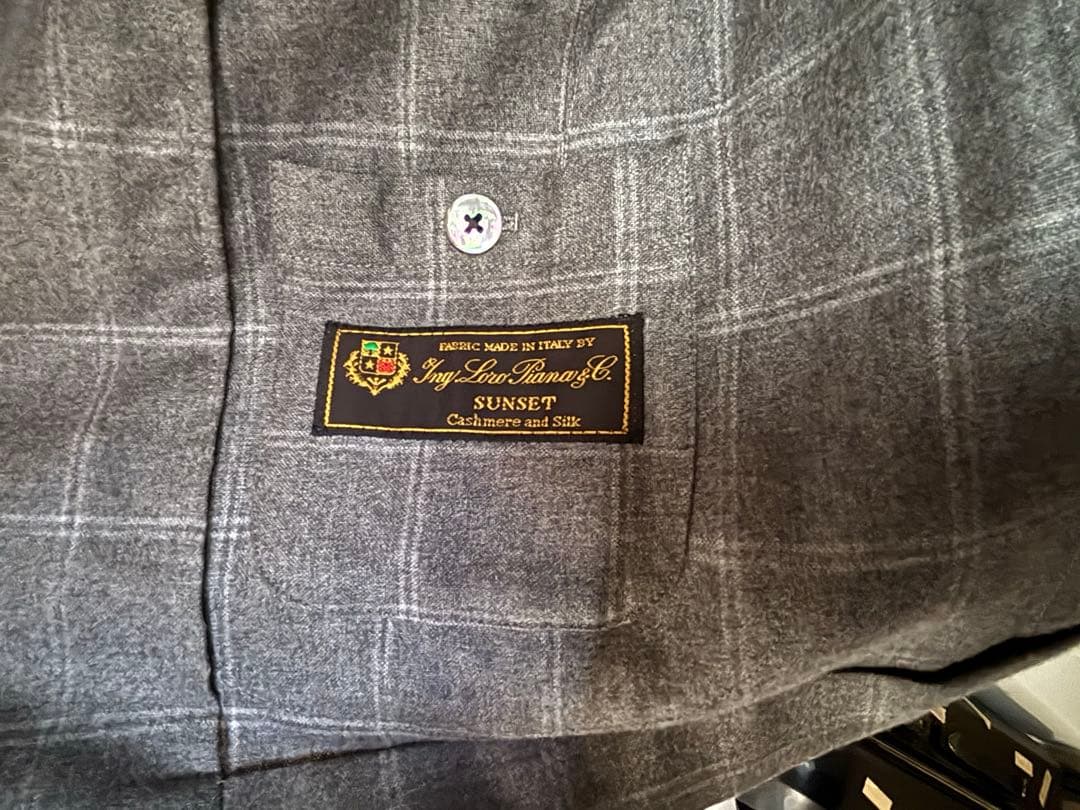 FABRIC MADE IN ITALY BY
Ing. Loro Piana & C.
SUNSET
Cashmere and Silk